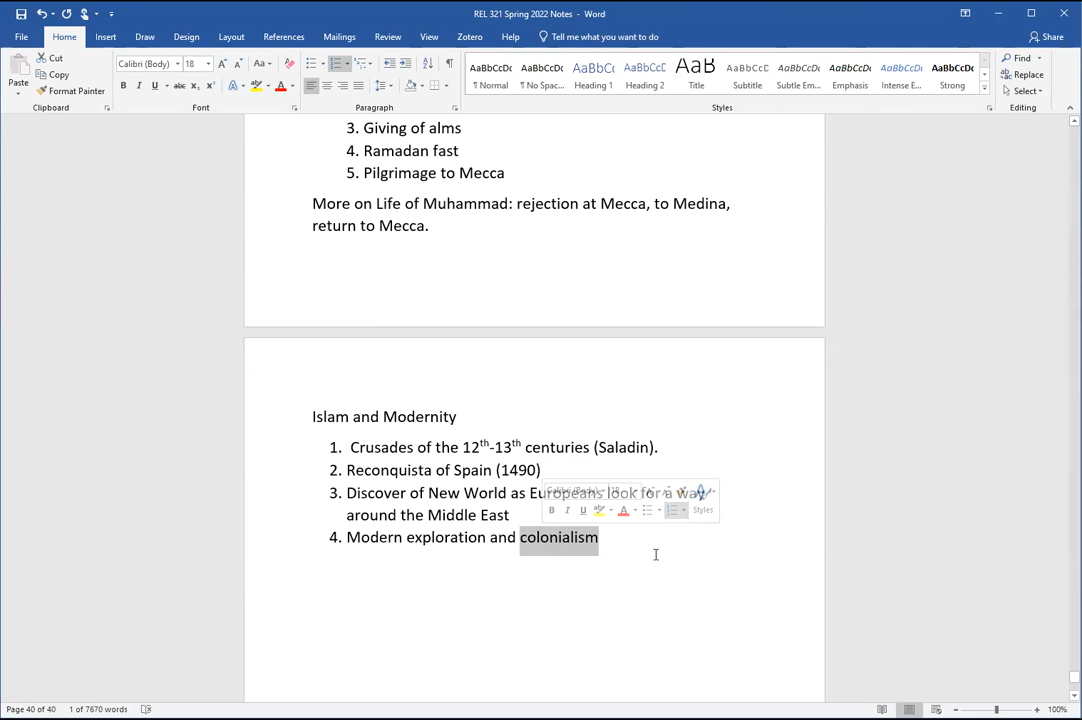 REL 321 Spring 2022 Notes - Word
File Home Insert Draw Design Layout References Mailings Review View Zotero Help Tell me what you want to do Share
Paste
Cut
Copy
Format Painter
Clipboard
Calibri (Body) 18
Font
Paragraph
AaBbCcDc AaBbCcDc AaBbCc AaBbCcD AaB AaBbCcD AaBbCcDc AaBbCcDc AaBbCcDc AaBbCcDc
¶ Normal ¶ No Spac... Heading 1 Heading 2 Title Subtitle Subtle Em... Emphasis Intense E... Strong
Styles
Find
Replace
Select
Editing
3. Giving of alms
4. Ramadan fast
5. Pilgrimage to Mecca
More on Life of Muhammad: rejection at Mecca, to Medina,
return to Mecca.
Islam and Modernity
1. Crusades of the 12th-13th centuries (Saladin).
2. Reconquista of Spain (1490)
3. Discover of New World as Europeans look for a way
around the Middle East
4. Modern exploration and colonialism
Styles
Page 40 of 40 1 of 7670 words
100%